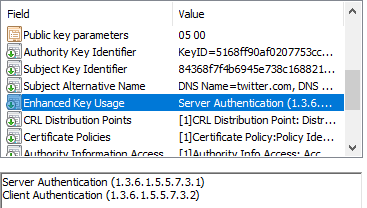 Field Value
Public key parameters 05 00
Authority Key Identifier KeyID=5168ff90af0207753cc...
Subject Key Identifier 84368f7f4b6945e738c168821...
Subject Alternative Name DNS Name=twitter.com, DNS ...
Enhanced Key Usage Server Authentication (1.3.6....
CRL Distribution Points [1]CRL Distribution Point: Distr...
Certificate Policies [1]Certificate Policy:Policy Ide...
Authority Information Access [1]Authority Info Access: Acc...
Server Authentication (1.3.6.1.5.5.7.3.1)
Client Authentication (1.3.6.1.5.5.7.3.2)